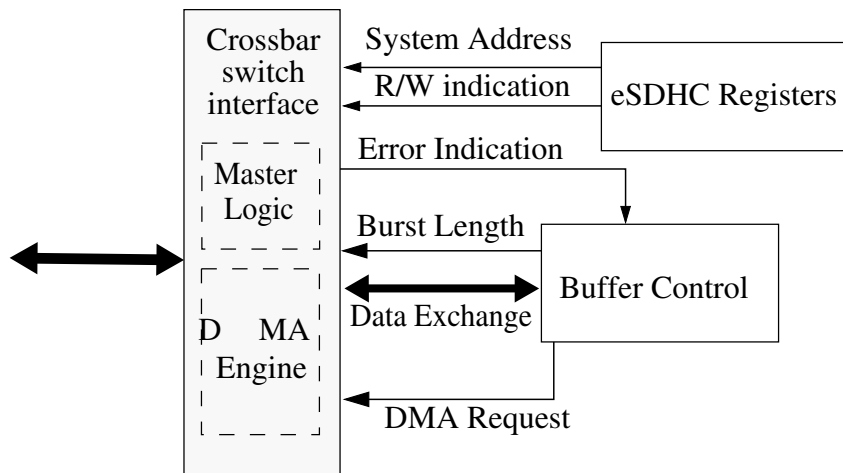 Crossbar
switch
interface
System Address
R/W indication
eSDHC Registers
Error Indication
Master
Logic
Burst Length
Buffer Control
Data Exchange
D MA
Engine
DMA Request